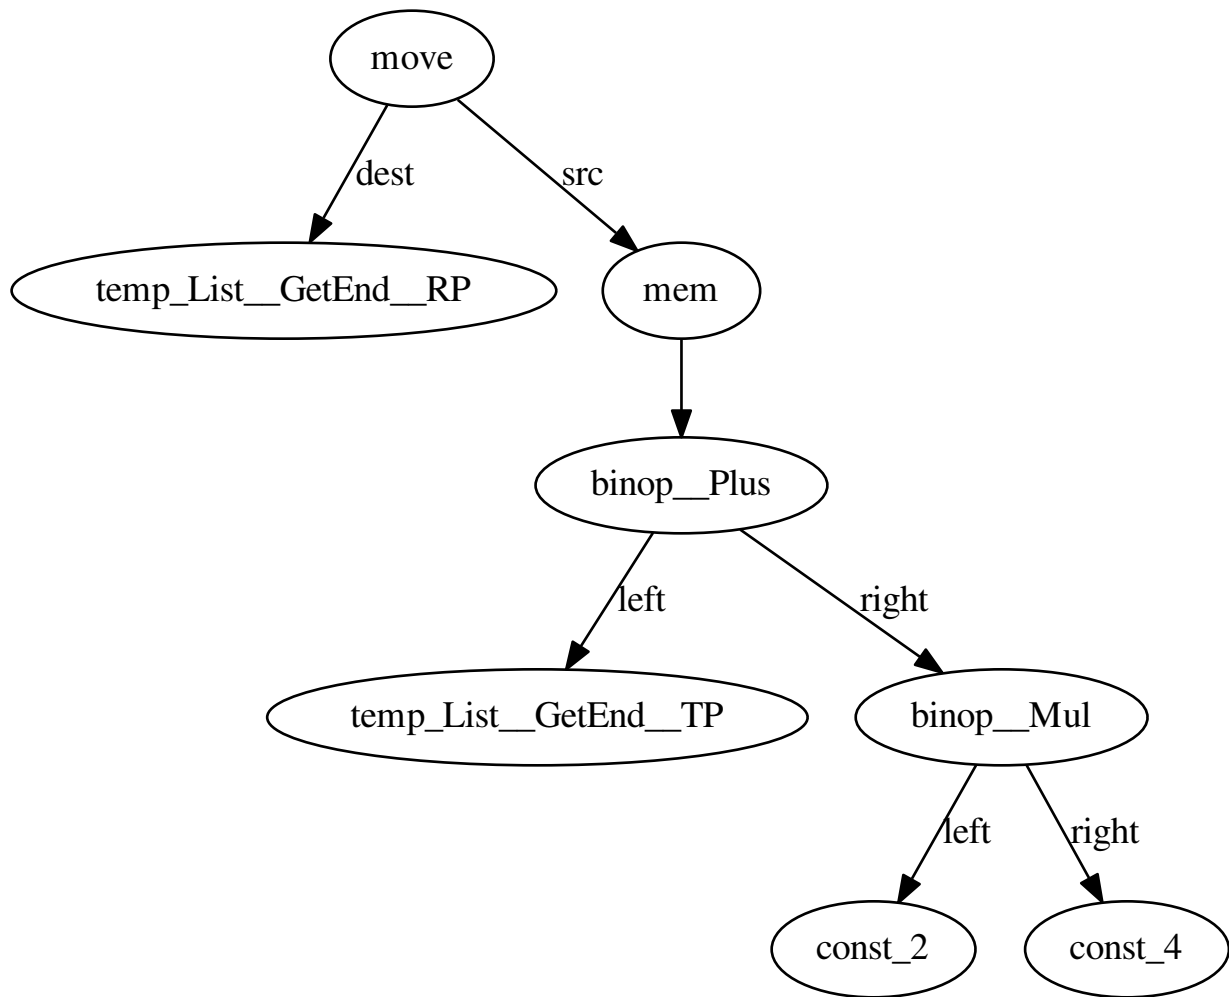 move
dest
src
temp_List__GetEnd__RP
mem
binop__Plus
left
right
temp_List__GetEnd__TP
binop__Mul
left
right
const_2
const_4